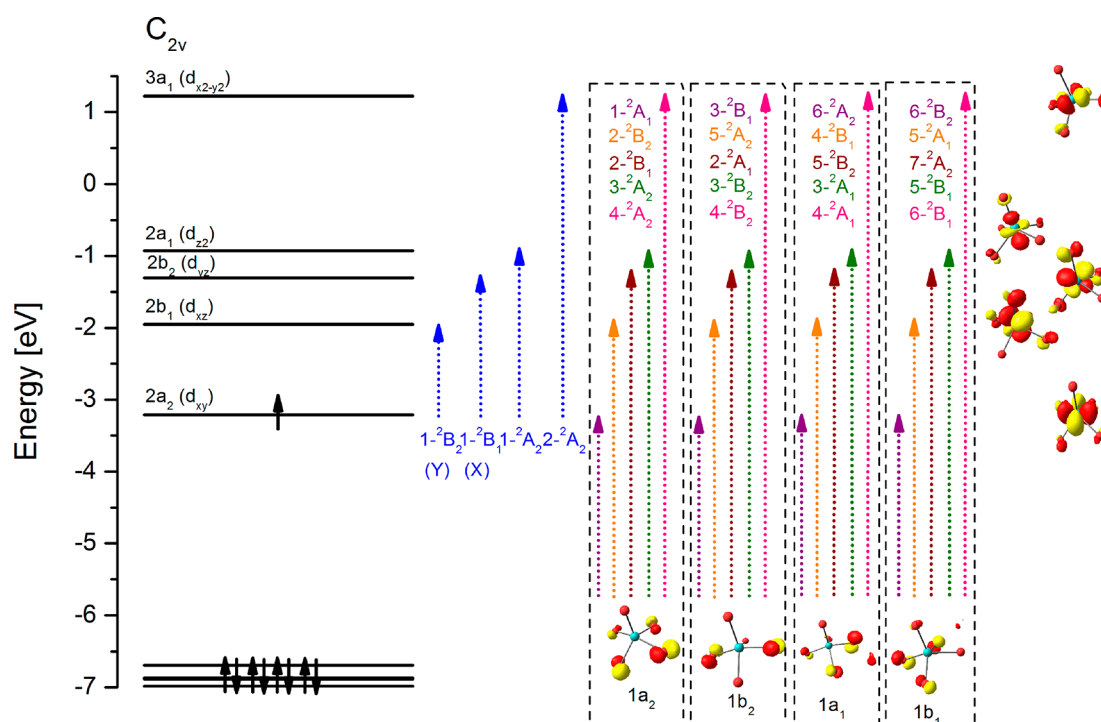 C2v
3a1 (dx2-y2)
1
0
2a1 (dz2)
-1
2b2 (dyz)
2b1 (dxz)
-2
2a2 (dxy)
-3
-4
-5
-6
-7
Energy [eV]
1-²B2 1-²B1 1-²A2 2-²A2
(Y) (X)
1-²A1
2-²B2
2-²B1
3-²A2
4-²A2
1a2
3-²B1
5-²A2
2-²A1
3-²B2
4-²B2
1b2
6-²A2
4-²B1
5-²B2
3-²A1
4-²A1
1a1
6-²B2
5-²A1
7-²A2
5-²B1
6-²B1
1b1